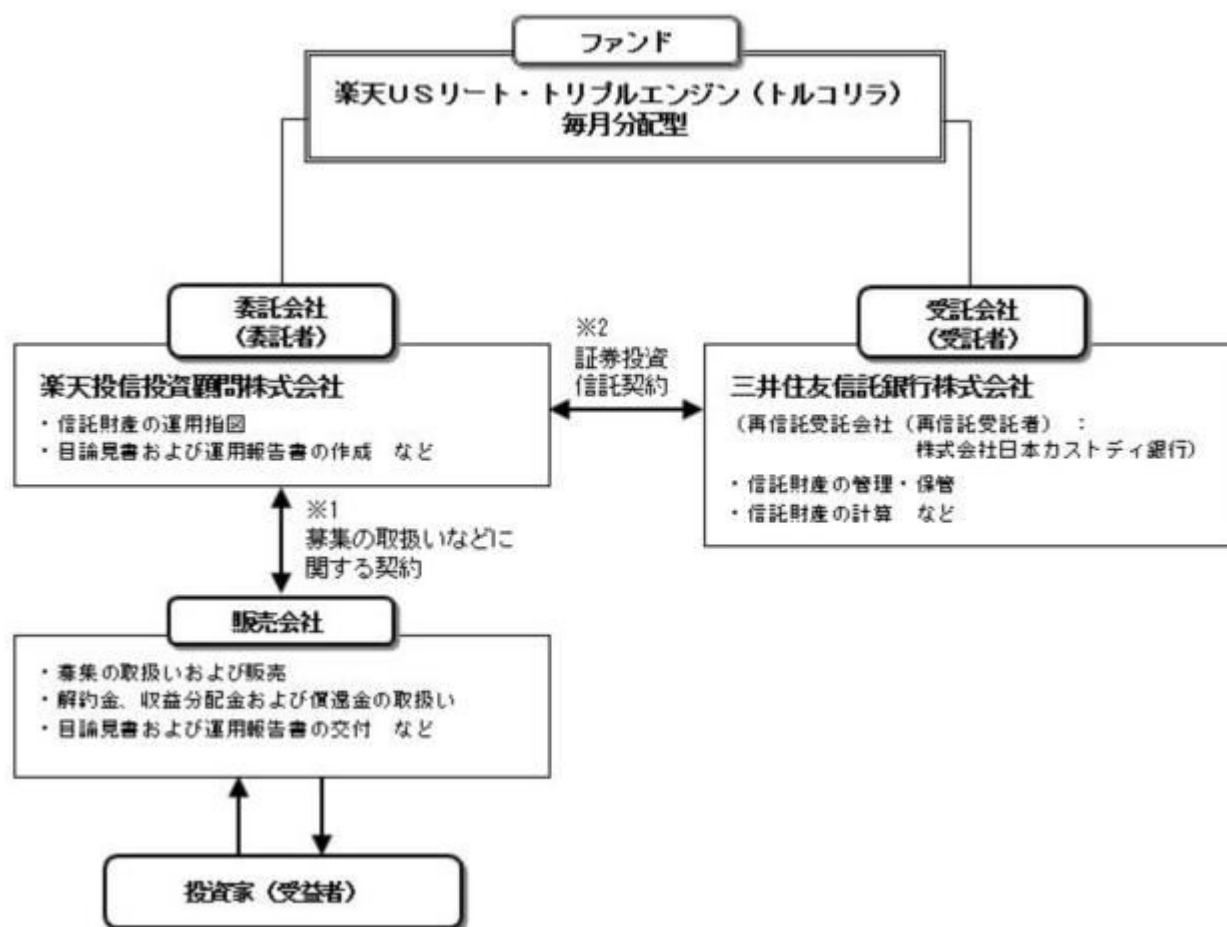 ファンド
楽天USリート・トリプルエンジン（トルコリラ）
毎月分配型
委託会社
（委託者）
楽天投信投資顧問株式会社
・信託財産の運用指図
・目論見書および運用報告書の作成　など
※2
証券投資
信託契約
受託会社
（受託者）
三井住友信託銀行株式会社
（再信託受託会社（再信託受託者）：
株式会社日本カストディ銀行）
・信託財産の管理・保管
・信託財産の計算　など
※1
募集の取扱いなどに
関する契約
販売会社
・募集の取扱いおよび販売
・解約金、収益分配金および償還金の取扱い
・目論見書および運用報告書の交付　など
投資家（受益者）